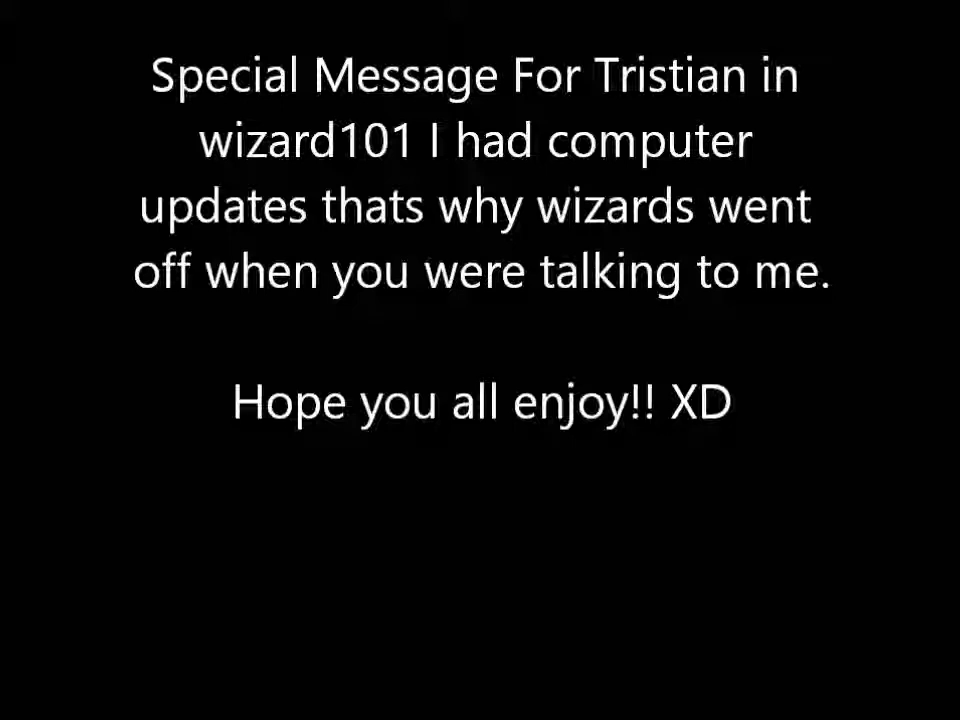 Special Message For Tristian in
wizard101 I had computer
updates thats why wizards went
off when you were talking to me.
Hope you all enjoy!! XD